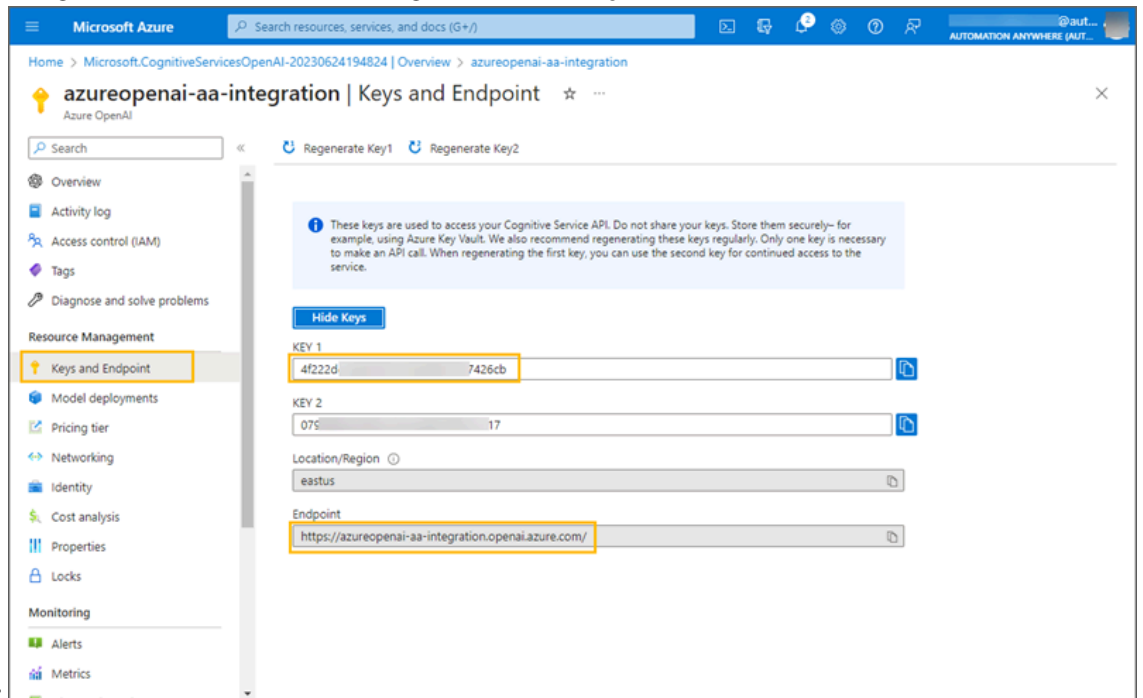 Microsoft Azure
Search resources, services, and docs (G+/)
2
@aut...
AUTOMATION ANYWHERE (AUT...
Home > Microsoft.CognitiveServicesOpenAI-20230624194824 | Overview > azureopenai-aa-integration
azureopenai-aa-integration | Keys and Endpoint
Azure OpenAI
Search
Regenerate Key1
Regenerate Key2
Overview
Activity log
Access control (IAM)
Tags
Diagnose and solve problems
Resource Management
Keys and Endpoint
Model deployments
Pricing tier
Networking
Identity
Cost analysis
Properties
Locks
Monitoring
Alerts
Metrics
These keys are used to access your Cognitive Service API. Do not share your keys. Store them securely– for
example, using Azure Key Vault. We also recommend regenerating these keys regularly. Only one key is necessary
to make an API call. When regenerating the first key, you can use the second key for continued access to the
service.
Hide Keys
KEY 1
4f222d 7426cb
KEY 2
079 17
Location/Region
eastus
Endpoint
https://azureopenai-aa-integration.openai.azure.com/